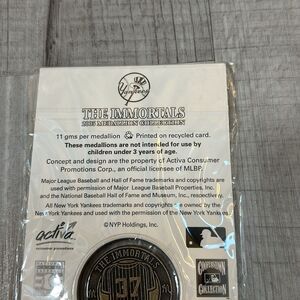 Yankees
THE IMMORTALS
MEDALLION COLLECTION
11 gms per medallion Printed on recycled card.
These medallions are not intended for use by
children under 3 years of age.
Concept and design are the property of Activa Consumer
Promotions Corp., an official licensee of MLBP.
Major League Baseball and Hall of Fame trademarks and copyrights are
used with permission of Major League Baseball Properties, Inc.
and the National Baseball Hall of Fame and Museum, Inc., respectively.
All New York Yankees trademarks and copyrights are
owned by the New York Yankees and used with the permission of the New York Yankees.
© NYP Holdings, Inc.
activa
THE IMMORTALS
37
COOPERSTOWN
COLLECTION